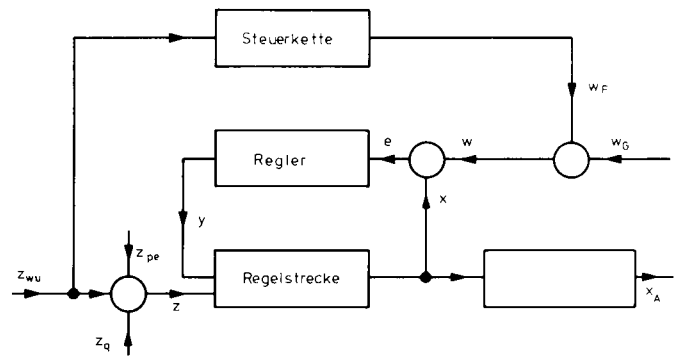 Steuerkette
w_F
Regler
e
w
w_G
y
x
z_pe
z_wu
Regelstrecke
z
x_A
z_q